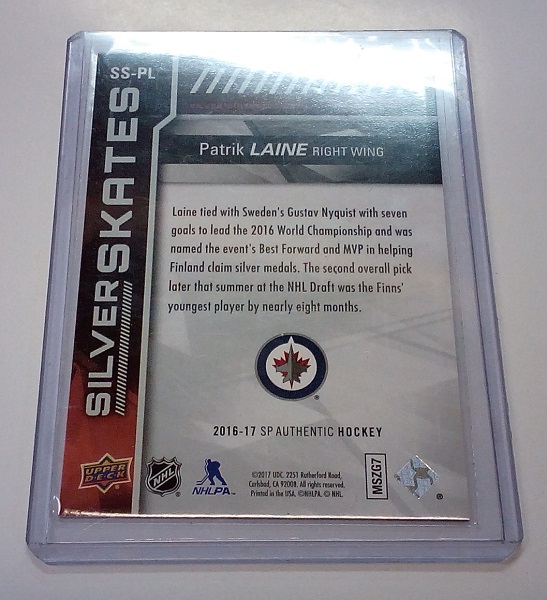 SS-PL
SILVERSKATES
Patrik LAINE RIGHT WING
Laine tied with Sweden's Gustav Nyquist with seven
goals to lead the 2016 World Championship and was
named the event's Best Forward and MVP in helping
Finland claim silver medals. The second overall pick
later that summer at the NHL Draft was the Finns'
youngest player by nearly eight months.
2016-17 SP AUTHENTIC HOCKEY
UPPER
D·E·C·K
NHL
NHLPA
©2017 UDC. 2251 Rutherford Road,
Carlsbad, CA 92008. All rights reserved.
Printed in the USA. ©NHLPA. © NHL.
MSZG7